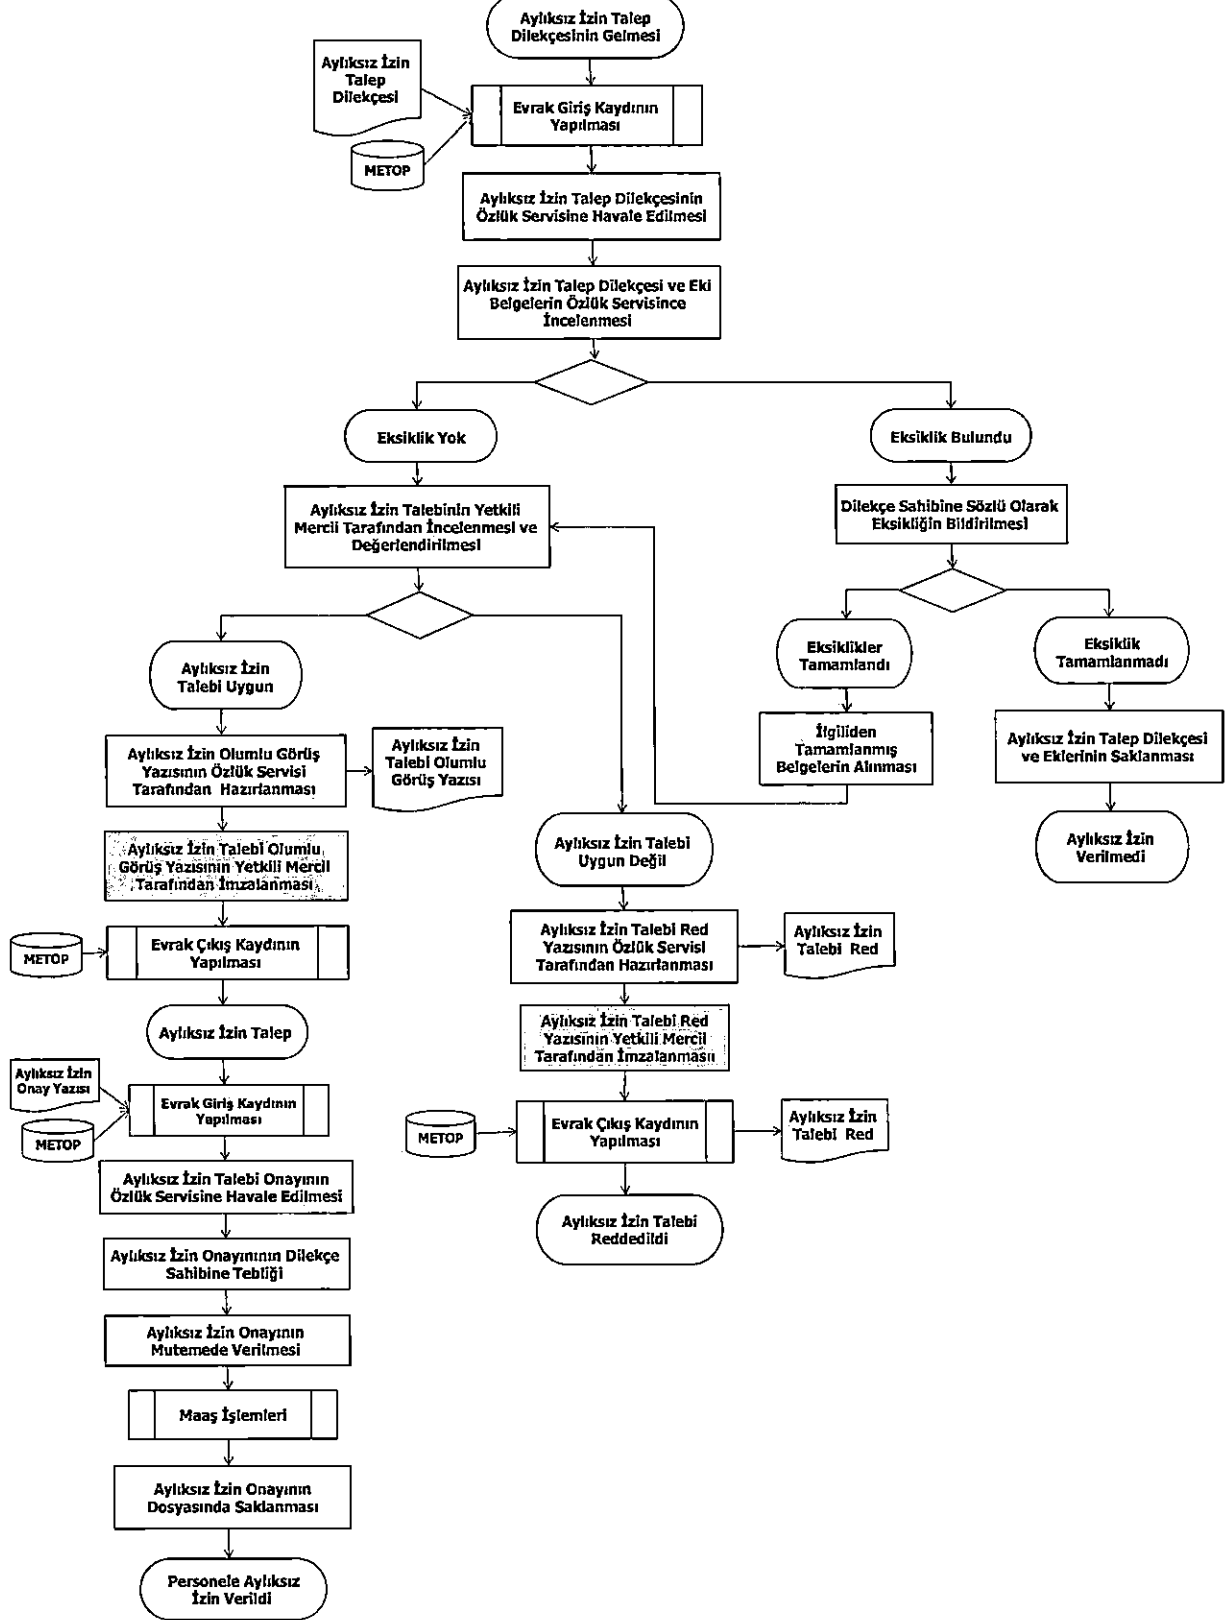 Aylıksız İzin Talep
Dilekçesinin Gelmesi
Aylıksız İzin
Talep
Dilekçesi
Evrak Giriş Kaydının
Yapılması
METOP
Aylıksız İzin Talep Dilekçesinin
Özlük Servisine Havale Edilmesi
Aylıksız İzin Talep Dilekçesi ve Eki
Belgelerin Özlük Servisince
İncelenmesi
Eksiklik Yok
Eksiklik Bulundu
Aylıksız İzin Talebinin Yetkili
Mercii Tarafından İncelenmesi ve
Değerlendirilmesi
Dilekçe Sahibine Sözlü Olarak
Eksikliğin Bildirilmesi
Aylıksız İzin
Talebi Uygun
Eksiklikler
Tamamlandı
Eksiklik
Tamamlanmadı
Aylıksız İzin Olumlu Görüş
Yazısının Özlük Servisi
Tarafından Hazırlanması
Aylıksız İzin
Talebi Olumlu
Görüş Yazısı
İlgiliden
Tamamlanmış
Belgelerin Alınması
Aylıksız İzin Talep Dilekçesi
ve Eklerinin Saklanması
Aylıksız İzin Talebi Olumlu
Görüş Yazısının Yetkili Mercii
Tarafından İmzalanması
Aylıksız İzin Talebi
Uygun Değil
Aylıksız İzin
Verilmedi
METOP
Evrak Çıkış Kaydının
Yapılması
Aylıksız İzin Talebi Red
Yazısının Özlük Servisi
Tarafından Hazırlanması
Aylıksız İzin
Talebi Red
Aylıksız İzin Talep
Aylıksız İzin Talebi Red
Yazısının Yetkili Mercii
Tarafından İmzalanması
Aylıksız İzin
Onay Yazısı
Evrak Giriş Kaydının
Yapılması
METOP
METOP
Evrak Çıkış Kaydının
Yapılması
Aylıksız İzin
Talebi Red
Aylıksız İzin Talebi Onayının
Özlük Servisine Havale Edilmesi
Aylıksız İzin Talebi
Reddedildi
Aylıksız İzin Onayınının Dilekçe
Sahibine Tebliği
Aylıksız İzin Onayının
Mutemede Verilmesi
Maaş İşlemleri
Aylıksız İzin Onayının
Dosyasında Saklanması
Personele Aylıksız
İzin Verildi